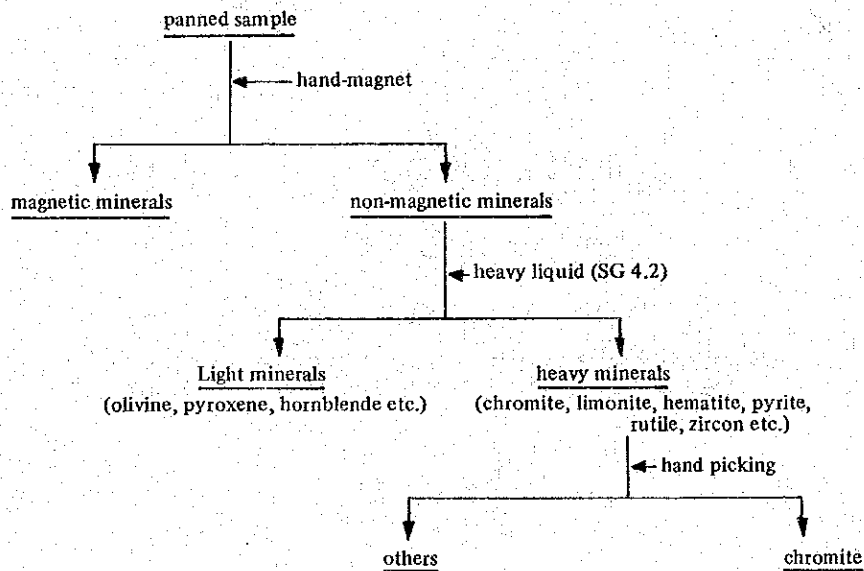 panned sample
hand-magnet
magnetic minerals
non-magnetic minerals
heavy liquid (SG 4.2)
Light minerals
(olivine, pyroxene, hornblende etc.)
heavy minerals
(chromite, limonite, hematite, pyrite,
rutile, zircon etc.)
hand picking
others
chromite